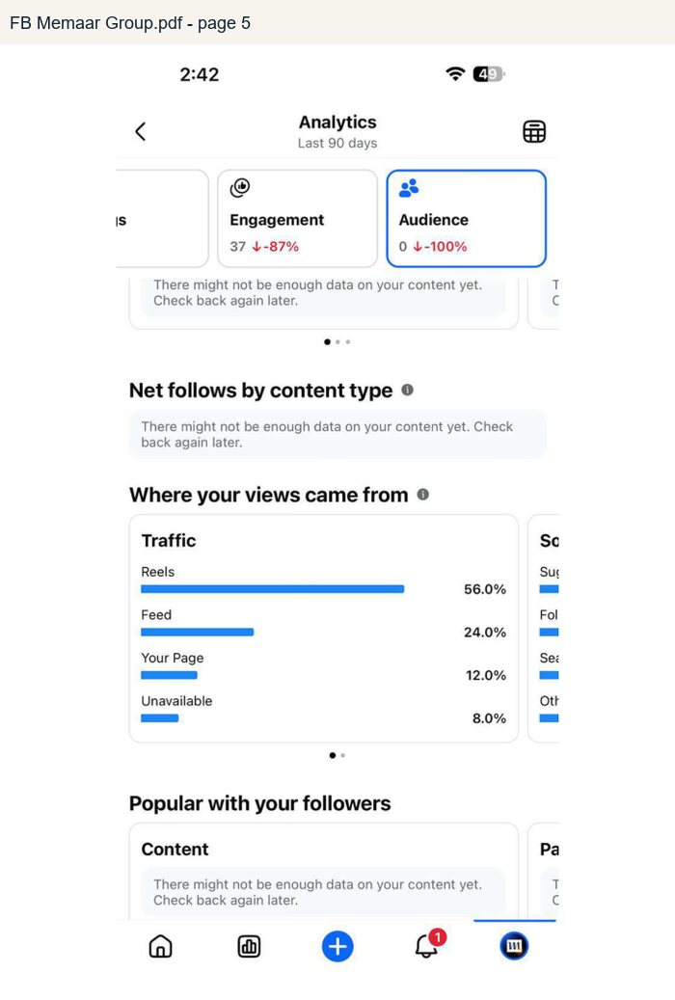 FB Memaar Group.pdf - page 5
2:42
49
Analytics
Last 90 days
gs
Engagement
37 ↓-87%
Audience
0 ↓-100%
There might not be enough data on your content yet.
Check back again later.
T
C
Net follows by content type
There might not be enough data on your content yet. Check
back again later.
Where your views came from
Traffic
Reels
56.0%
Feed
24.0%
Your Page
12.0%
Unavailable
8.0%
So
Sug
Fol
Sea
Oth
Popular with your followers
Content
There might not be enough data on your content yet.
Check back again later.
Pa
T
C
1